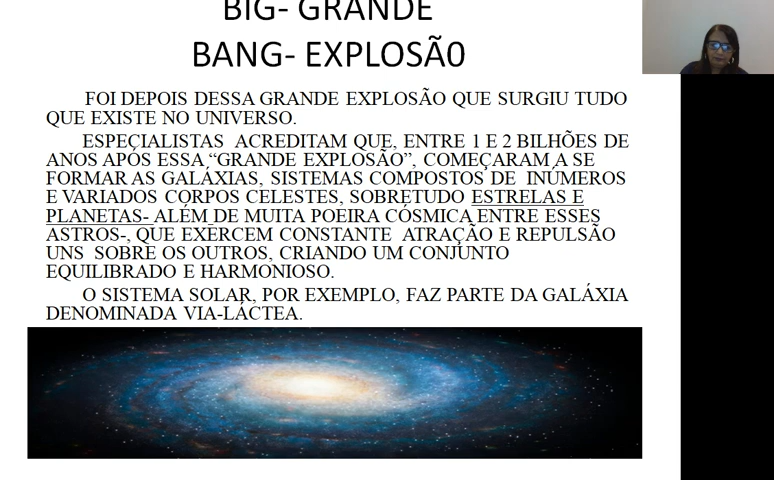 BIG- GRANDE
BANG- EXPLOSÃ0
FOI DEPOIS DESSA GRANDE EXPLOSÃO QUE SURGIU TUDO
QUE EXISTE NO UNIVERSO.
ESPECIALISTAS ACREDITAM QUE, ENTRE 1 E 2 BILHÕES DE
ANOS APÓS ESSA “GRANDE EXPLOSÃO”, COMEÇARAM A SE
FORMAR AS GALÁXIAS, SISTEMAS COMPOSTOS DE INÚMEROS
E VARIADOS CORPOS CELESTES, SOBRETUDO ESTRELAS E
PLANETAS- ALÉM DE MUITA POEIRA CÓSMICA ENTRE ESSES
ASTROS-, QUE EXERCEM CONSTANTE ATRAÇÃO E REPULSÃO
UNS SOBRE OS OUTROS, CRIANDO UM CONJUNTO
EQUILIBRADO E HARMONIOSO.
O SISTEMA SOLAR, POR EXEMPLO, FAZ PARTE DA GALÁXIA
DENOMINADA VIA-LÁCTEA.